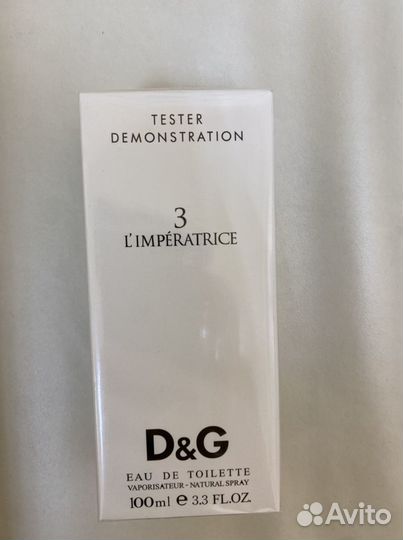 TESTER
DEMONSTRATION
3
L'IMPÉRATRICE
D&G
EAU DE TOILETTE
VAPORISATEUR - NATURAL SPRAY
100ml e 3.3 FL.OZ.
Avito